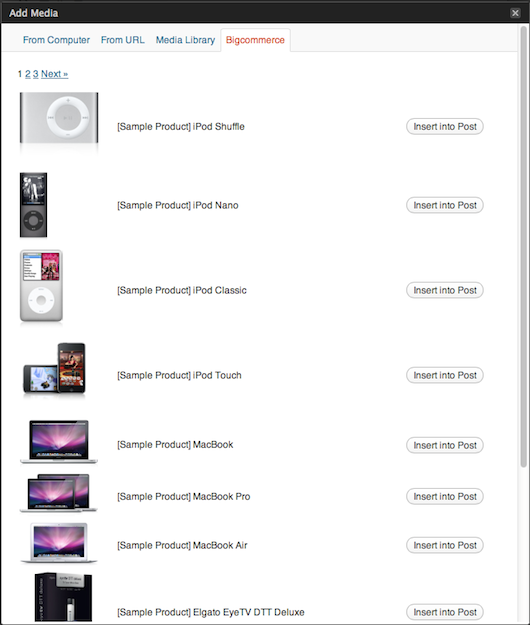 Add Media
From Computer From URL Media Library Bigcommerce
1 2 3 Next »
[Sample Product] iPod Shuffle Insert into Post
[Sample Product] iPod Nano Insert into Post
[Sample Product] iPod Classic Insert into Post
[Sample Product] iPod Touch Insert into Post
[Sample Product] MacBook Insert into Post
[Sample Product] MacBook Pro Insert into Post
[Sample Product] MacBook Air Insert into Post
[Sample Product] Elgato EyeTV DTT Deluxe Insert into Post